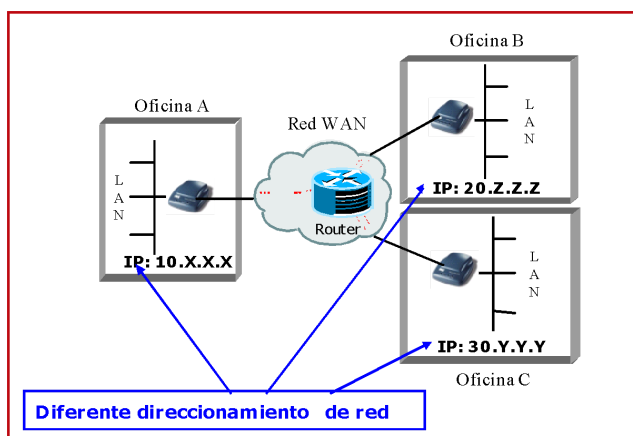 Oficina B
L
A
N
IP: 20.Z.Z.Z
Oficina A
L
A
N
IP: 10.X.X.X
Red WAN
Router
L
A
N
IP: 30.Y.Y.Y
Oficina C
Diferente direccionamiento de red